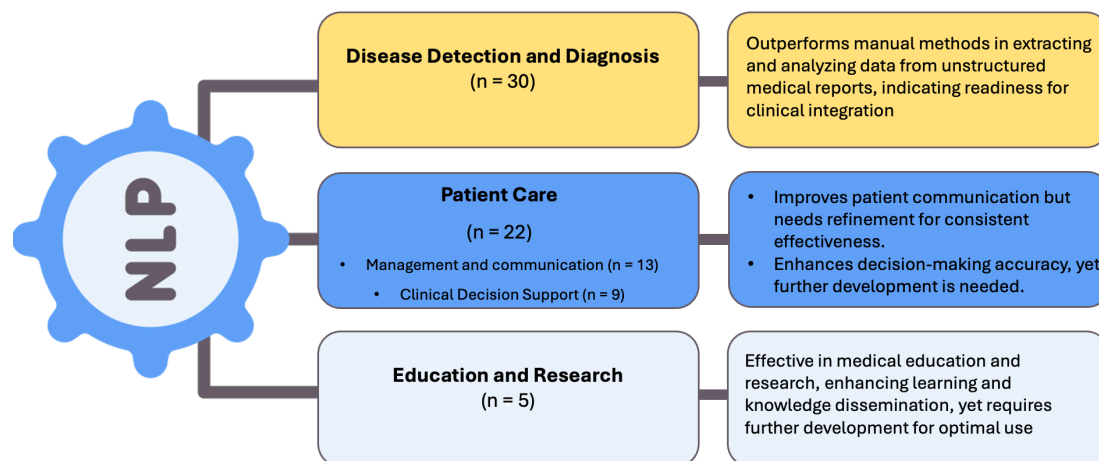 NLP
Disease Detection and Diagnosis
(n = 30)
Outperforms manual methods in extracting
and analyzing data from unstructured
medical reports, indicating readiness for
clinical integration
Patient Care
(n = 22)
• Management and communication (n = 13)
• Clinical Decision Support (n = 9)
• Improves patient communication but
needs refinement for consistent
effectiveness.
• Enhances decision-making accuracy, yet
further development is needed.
Education and Research
(n = 5)
Effective in medical education and
research, enhancing learning and
knowledge dissemination, yet requires
further development for optimal use